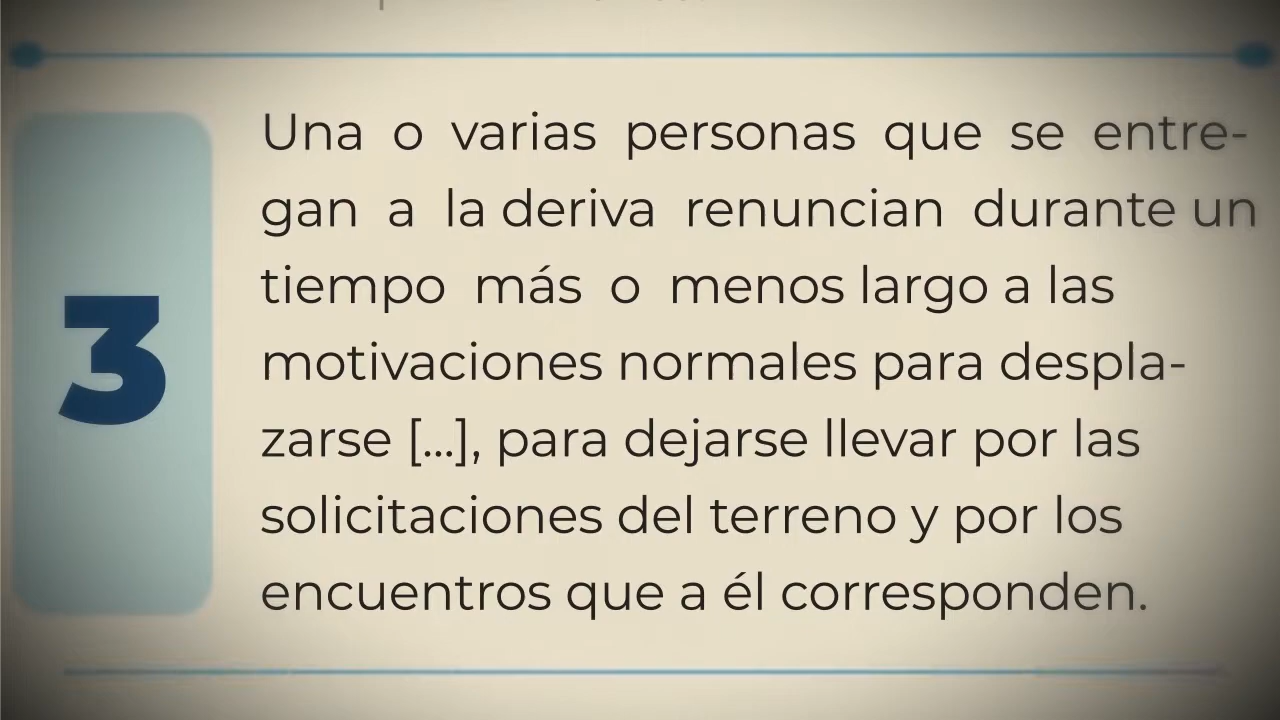 3
Una o varias personas que se entre-
gan a la deriva renuncian durante un
tiempo más o menos largo a las
motivaciones normales para despla-
zarse [...], para dejarse llevar por las
solicitaciones del terreno y por los
encuentros que a él corresponden.